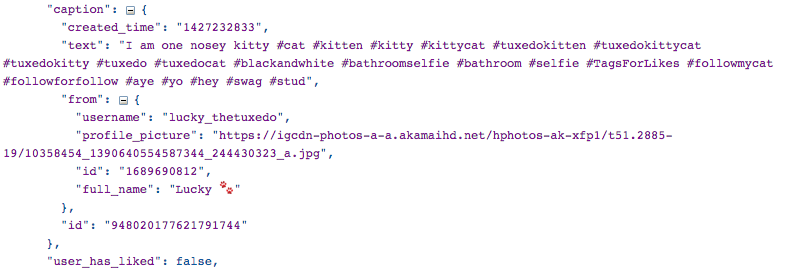 "caption": {
"created_time": "1427232833",
"text": "I am one nosey kitty #cat #kitten #kitty #kittycat #tuxedokitten #tuxedokittycat
#tuxedokitty #tuxedo #tuxedocat #blackandwhite #bathroomselfie #bathroom #selfie #TagsForLikes #followmycat
#followforfollow #aye #yo #hey #swag #stud",
"from": {
"username": "lucky_thetuxedo",
"profile_picture": "https://igcdn-photos-a-a.akamaihd.net/hphotos-ak-xfp1/t51.2885-
19/10358454_1390640554587344_244430323_a.jpg",
"id": "1689690812",
"full_name": "Lucky 🐾"
},
"id": "948020177621791744"
},
"user_has_liked": false,